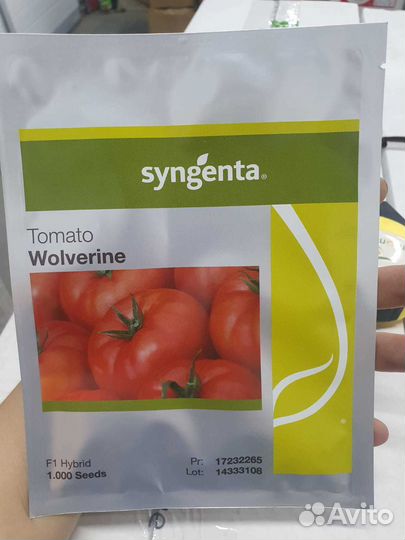 syngenta®
Tomato
Wolverine
F1 Hybrid
1.000 Seeds
Pr: 17232265
Lot: 14333108
Avito